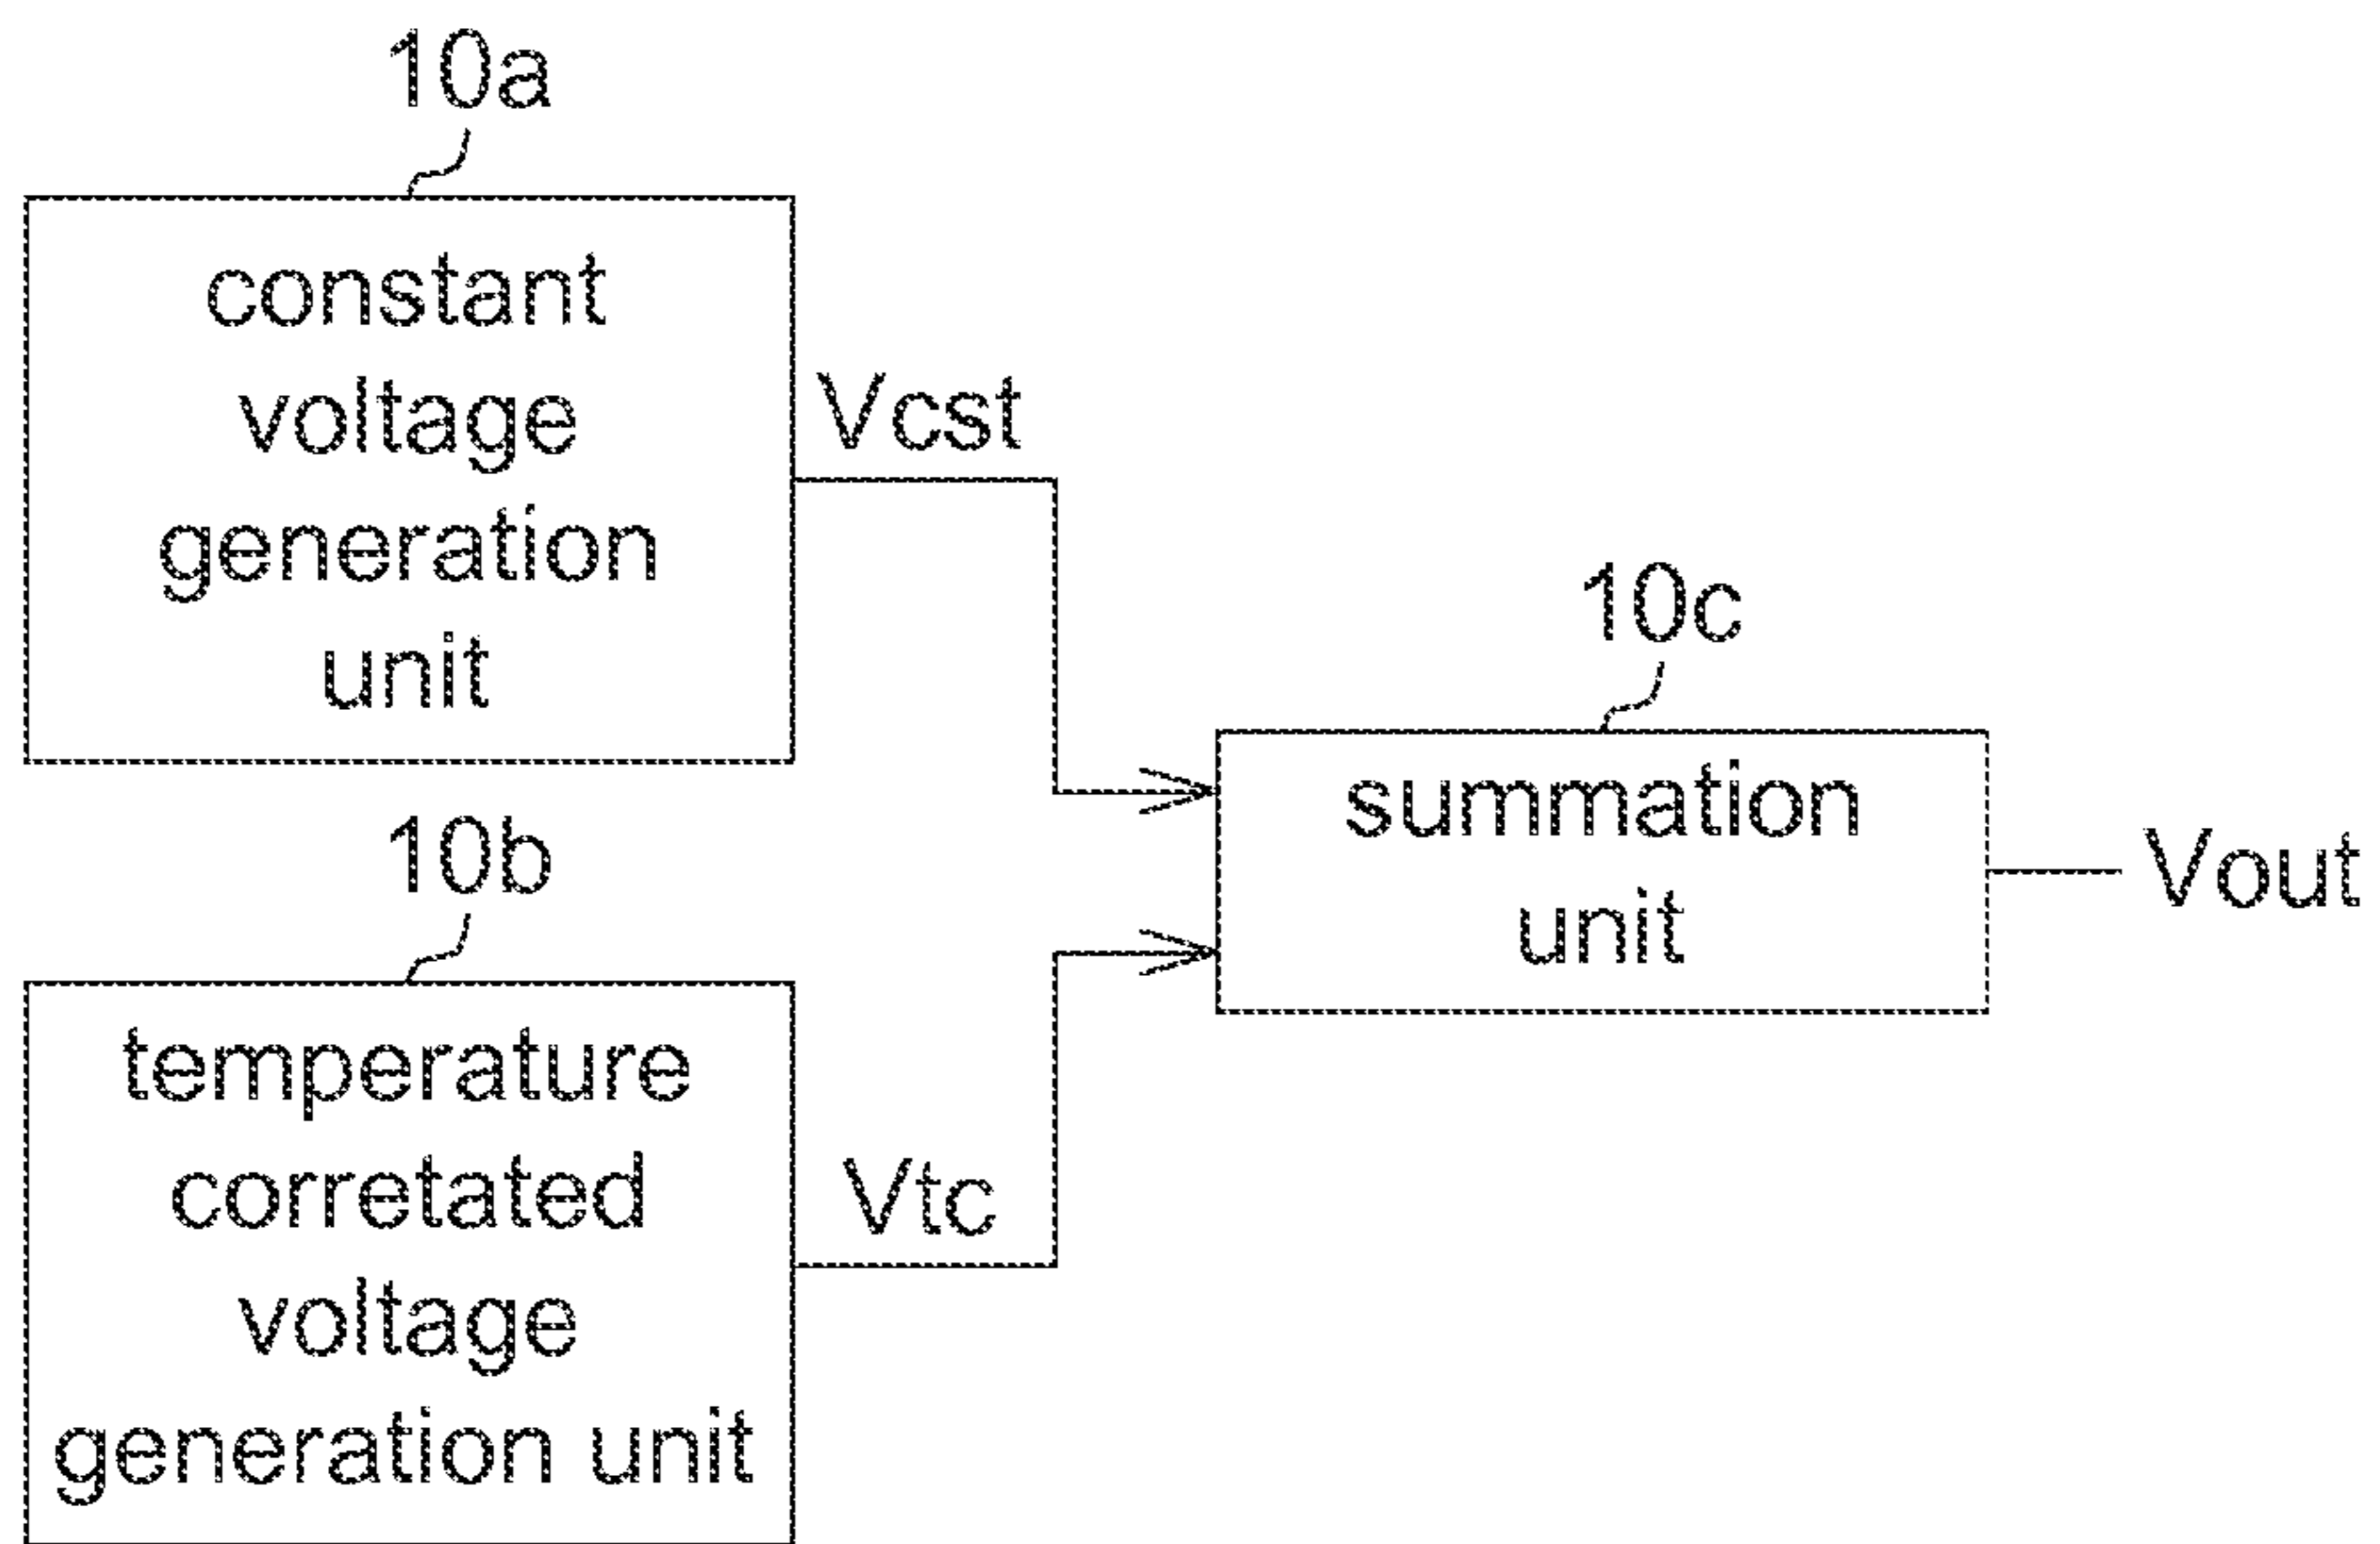 10a
constant
voltage
generation
unit
Vcst
10c
summation
unit
Vout
10b
temperature
corretated
voltage
generation unit
Vtc